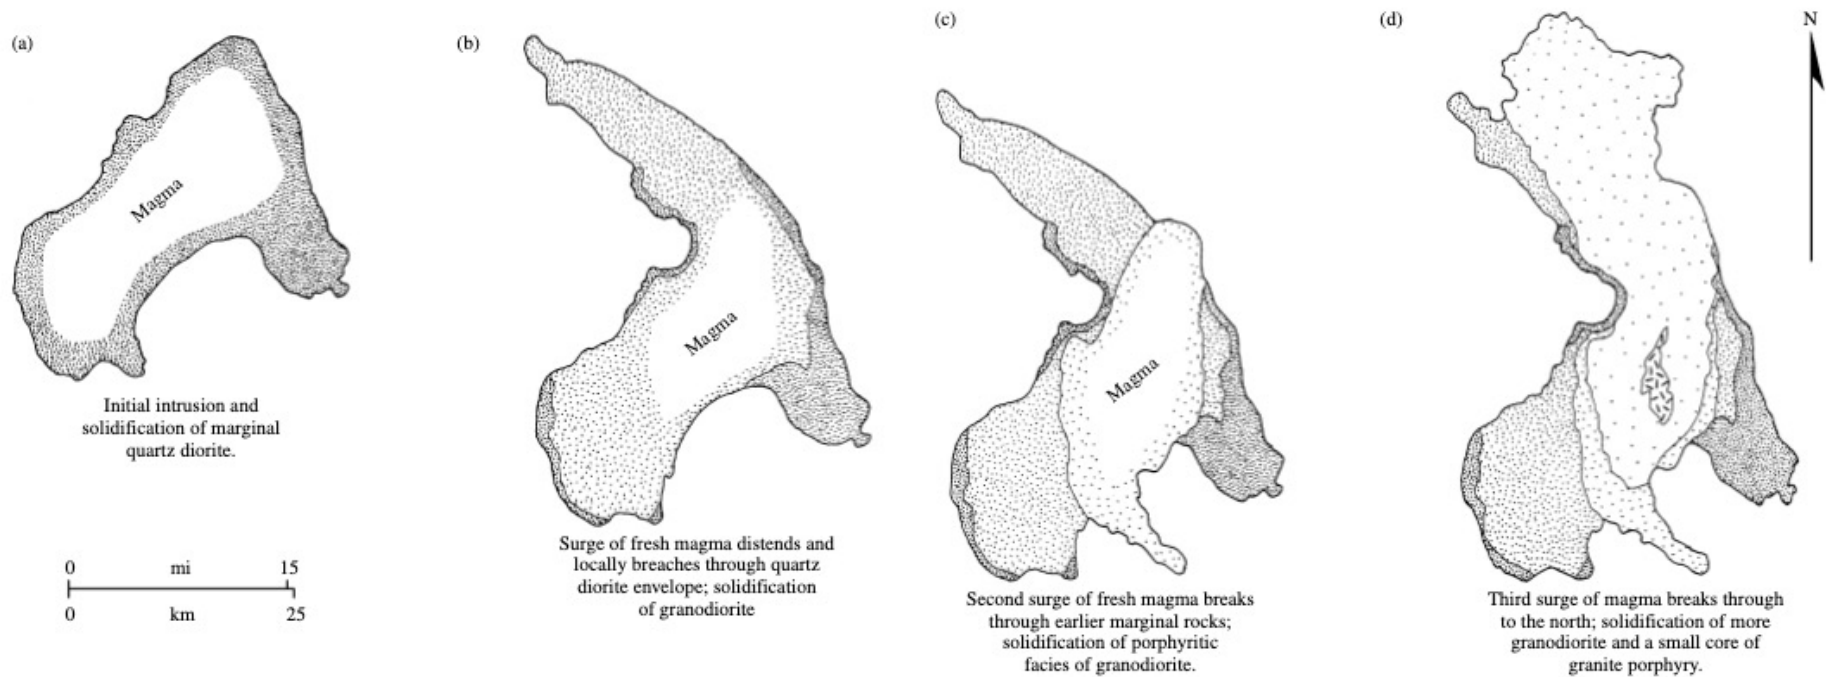 (a)
Magma
Initial intrusion and
solidification of marginal
quartz diorite.
0 mi 15
0 km 25
(b)
Magma
Surge of fresh magma distends and
locally breaches through quartz
diorite envelope; solidification
of granodiorite
(c)
Magma
Second surge of fresh magma breaks
through earlier marginal rocks;
solidification of porphyritic
facies of granodiorite.
(d)
N
Third surge of magma breaks through
to the north; solidification of more
granodiorite and a small core of
granite porphyry.